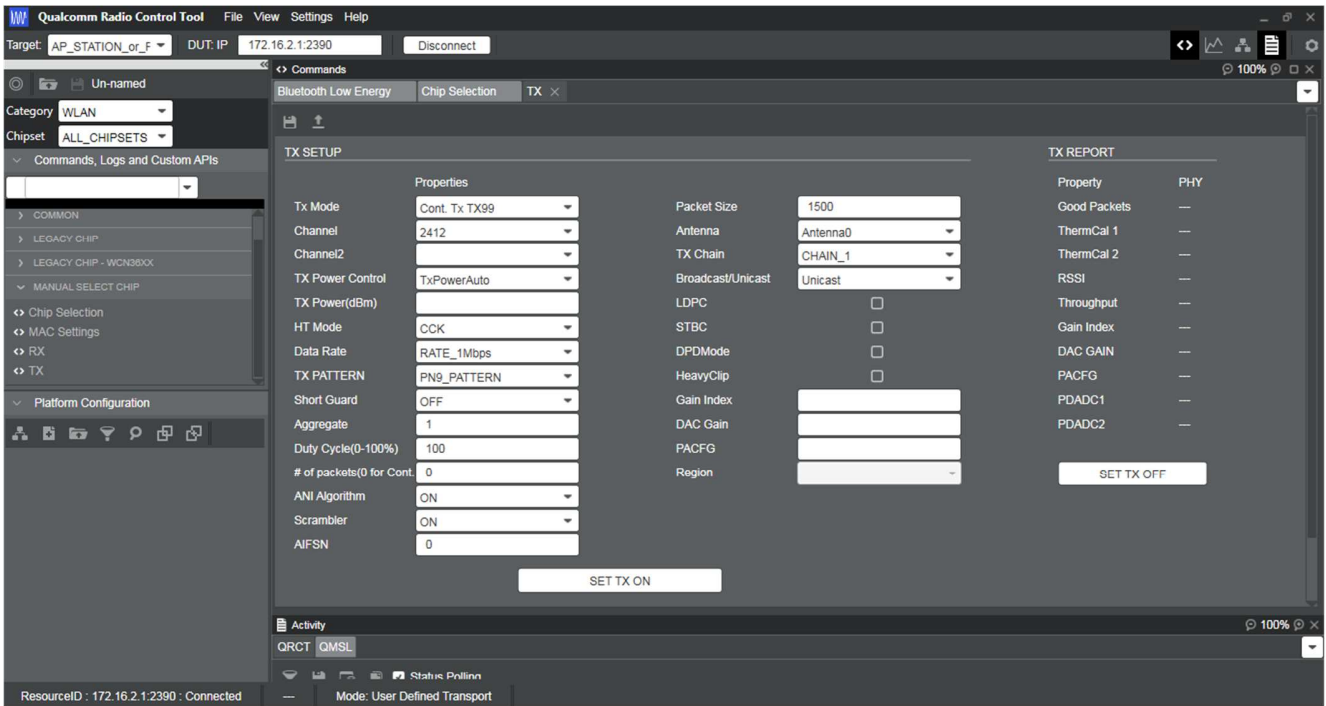 Qualcomm Radio Control Tool File View Settings Help
Target: AP_STATION_or_F DUT: IP 172.16.2.1:2390 Disconnect
Un-named
Category WLAN
Chipset ALL_CHIPSETS
Commands, Logs and Custom APIs
COMMON
LEGACY CHIP
LEGACY CHIP - WCN36XX
MANUAL SELECT CHIP
Chip Selection
MAC Settings
RX
TX
Platform Configuration
Commands 100%
Bluetooth Low Energy Chip Selection TX
TX SETUP
Properties
Tx Mode Cont. Tx TX99
Channel 2412
Channel2
TX Power Control TxPowerAuto
TX Power(dBm)
HT Mode CCK
Data Rate RATE_1Mbps
TX PATTERN PN9_PATTERN
Short Guard OFF
Aggregate 1
Duty Cycle(0-100%) 100
# of packets(0 for Cont. 0
ANI Algorithm ON
Scrambler ON
AIFSN 0
Packet Size 1500
Antenna Antenna0
TX Chain CHAIN_1
Broadcast/Unicast Unicast
LDPC
STBC
DPDMode
HeavyClip
Gain Index
DAC Gain
PACFG
Region
SET TX ON
TX REPORT
Property PHY
Good Packets ---
ThermCal 1 ---
ThermCal 2 ---
RSSI ---
Throughput ---
Gain Index ---
DAC GAIN ---
PACFG ---
PDADC1 ---
PDADC2 ---
SET TX OFF
Activity 100%
QRCT QMSL
Status Polling
ResourceID : 172.16.2.1:2390 : Connected --- Mode: User Defined Transport